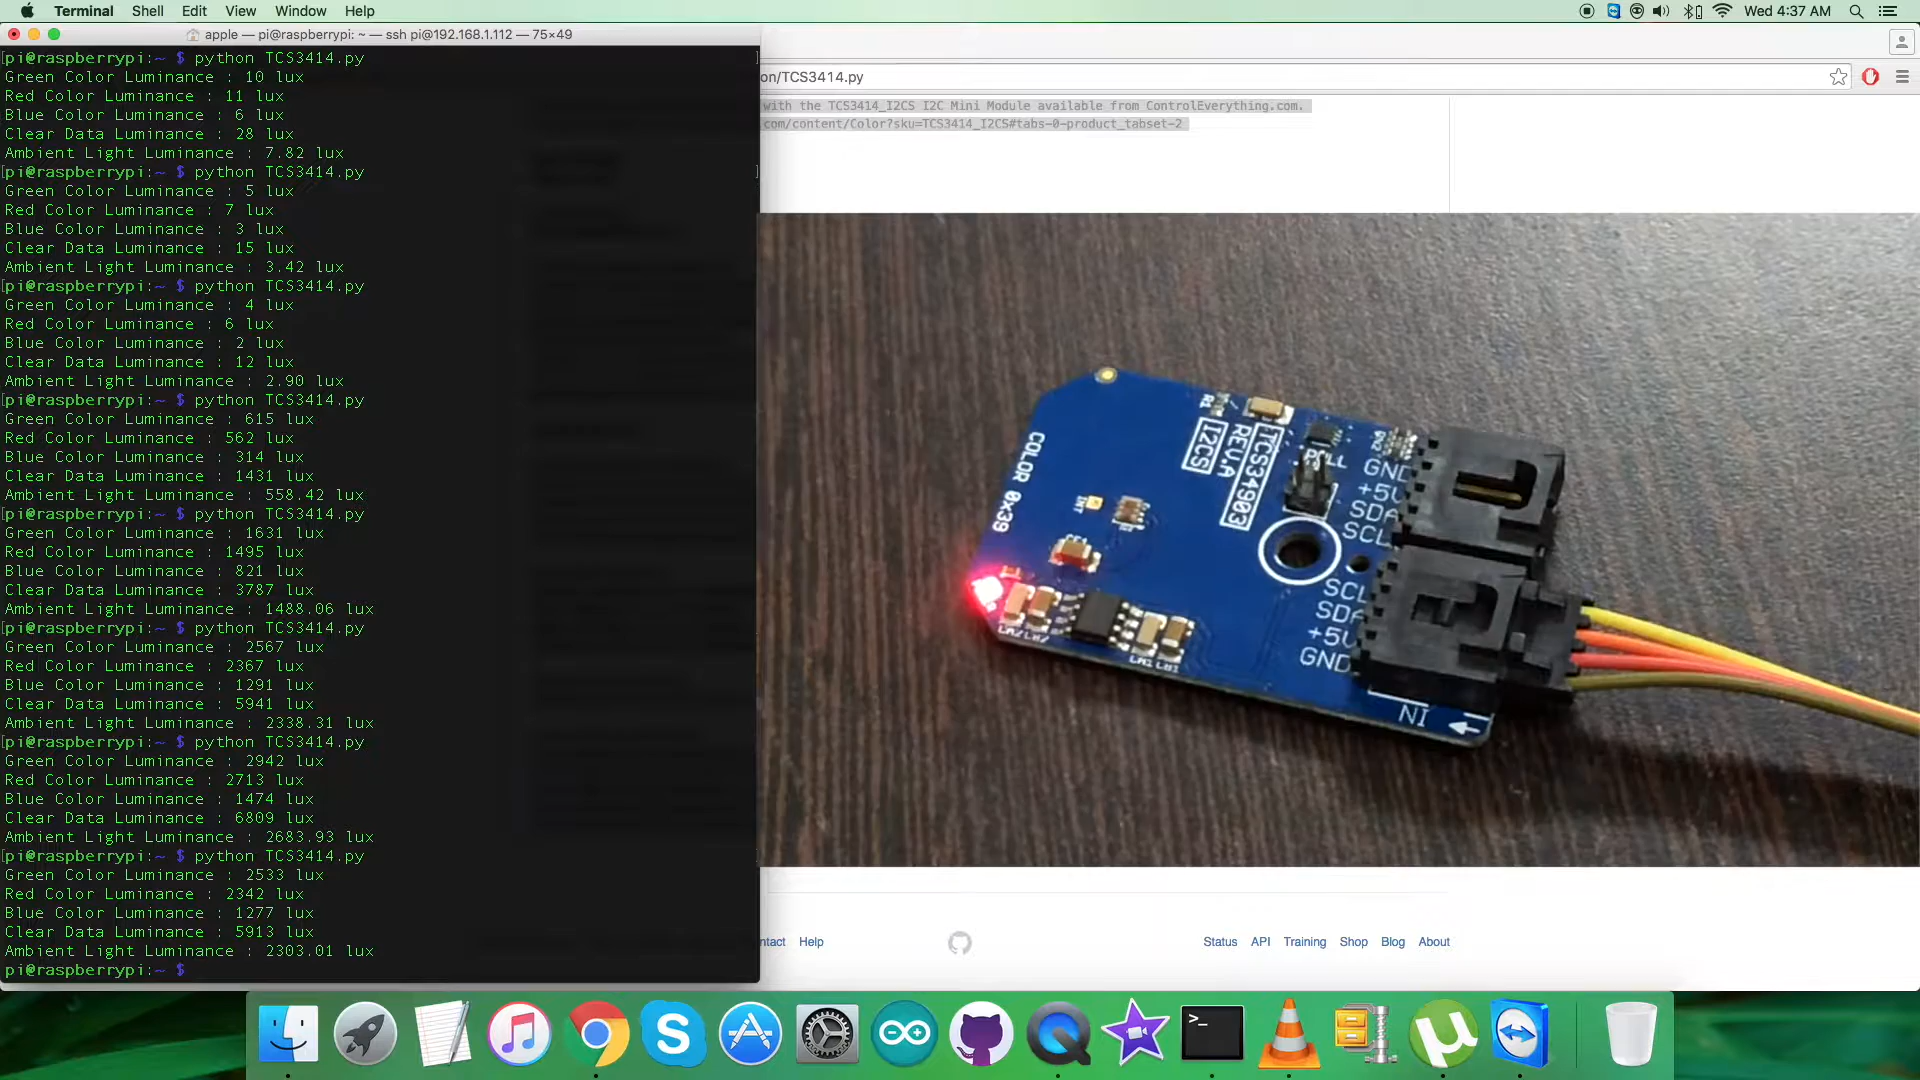 Terminal Shell Edit View Window Help
Wed 4:37 AM
apple — pi@raspberrypi: ~ — ssh pi@192.168.1.112 — 75×49
[pi@raspberrypi:~ $ python TCS3414.py ]
Green Color Luminance : 10 lux
Red Color Luminance : 11 lux
Blue Color Luminance : 6 lux
Clear Data Luminance : 28 lux
Ambient Light Luminance : 7.82 lux
[pi@raspberrypi:~ $ python TCS3414.py ]
Green Color Luminance : 5 lux
Red Color Luminance : 7 lux
Blue Color Luminance : 3 lux
Clear Data Luminance : 15 lux
Ambient Light Luminance : 3.42 lux
[pi@raspberrypi:~ $ python TCS3414.py
Green Color Luminance : 4 lux
Red Color Luminance : 6 lux
Blue Color Luminance : 2 lux
Clear Data Luminance : 12 lux
Ambient Light Luminance : 2.90 lux
[pi@raspberrypi:~ $ python TCS3414.py
Green Color Luminance : 615 lux
Red Color Luminance : 562 lux
Blue Color Luminance : 314 lux
Clear Data Luminance : 1431 lux
Ambient Light Luminance : 558.42 lux
[pi@raspberrypi:~ $ python TCS3414.py
Green Color Luminance : 1631 lux
Red Color Luminance : 1495 lux
Blue Color Luminance : 821 lux
Clear Data Luminance : 3787 lux
Ambient Light Luminance : 1488.06 lux
[pi@raspberrypi:~ $ python TCS3414.py
Green Color Luminance : 2567 lux
Red Color Luminance : 2367 lux
Blue Color Luminance : 1291 lux
Clear Data Luminance : 5941 lux
Ambient Light Luminance : 2338.31 lux
[pi@raspberrypi:~ $ python TCS3414.py
Green Color Luminance : 2942 lux
Red Color Luminance : 2713 lux
Blue Color Luminance : 1474 lux
Clear Data Luminance : 6809 lux
Ambient Light Luminance : 2683.93 lux
[pi@raspberrypi:~ $ python TCS3414.py
Green Color Luminance : 2533 lux
Red Color Luminance : 2342 lux
Blue Color Luminance : 1277 lux
Clear Data Luminance : 5913 lux
Ambient Light Luminance : 2303.01 lux
pi@raspberrypi:~ $
on/TCS3414.py
with the TCS3414_I2CS I2C Mini Module available from ControlEverything.com.
com/content/Color?sku=TCS3414_I2CS#tabs-0-product_tabset-2
COLOR 0x39
R1
TCS34903
REV.A
I2CS
INT
GND
+5V
SDA
SCL
SCL
SDA
+5V
GND
IN
ntact Help
Status API Training Shop Blog About